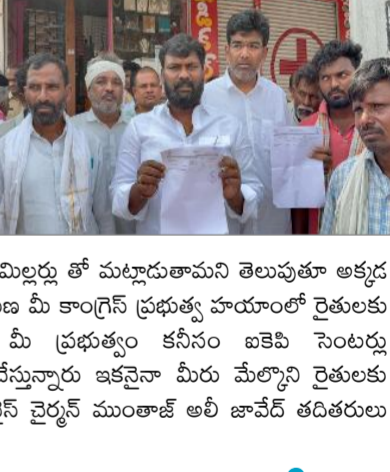 మిల్లర్లు తో మట్లాడుతామని తెలుపుతూ అక్కడ
మీ కాంగ్రెస్ ప్రభుత్వ హయాంలో రైతులకు
మీ ప్రభుత్వం కనీసం ఐకెపి సెంటర్లు
చేస్తున్నారు ఇకనైనా మీరు మేల్కొని రైతులకు
చైర్మన్ ముంతాజ్ అలీ జావేద్ తదితరులు